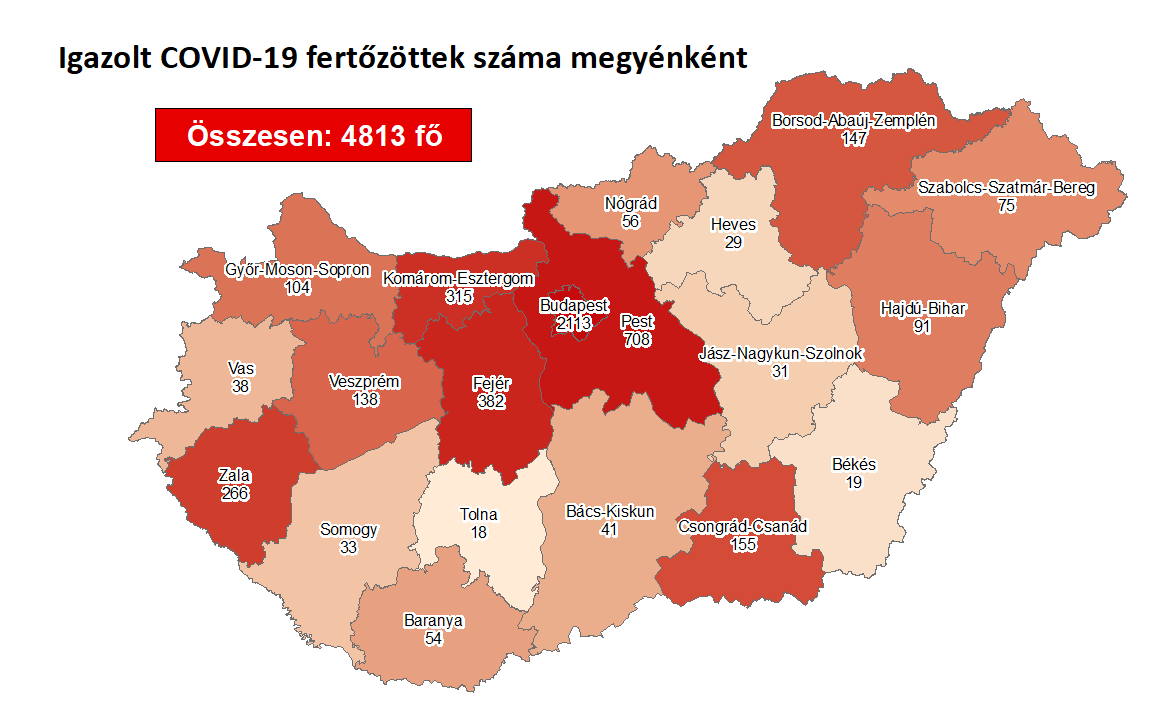 Igazolt COVID-19 fertőzöttek száma megyénként
Összesen: 4813 fő
Borsod-Abaúj-Zemplén
147
Szabolcs-Szatmár-Bereg
75
Nógrád
56
Heves
29
Győr-Moson-Sopron
104
Komárom-Esztergom
315
Budapest
2113
Pest
708
Hajdú-Bihar
91
Jász-Nagykun-Szolnok
31
Vas
38
Veszprém
138
Fejér
382
Zala
266
Békés
19
Somogy
33
Tolna
18
Bács-Kiskun
41
Csongrád-Csanád
155
Baranya
54